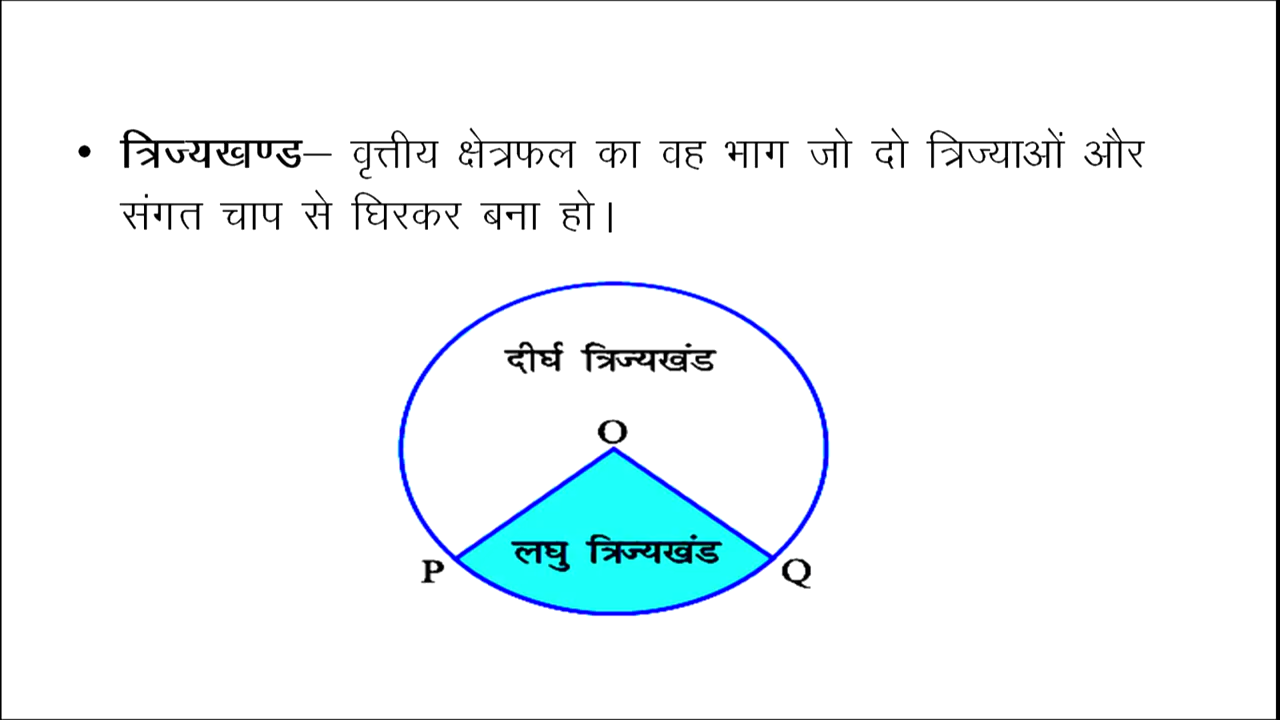 • त्रिज्यखण्ड– वृत्तीय क्षेत्रफल का वह भाग जो दो त्रिज्याओं और
संगत चाप से घिरकर बना हो।
दीर्घ त्रिज्यखंड
O
लघु त्रिज्यखंड
P
Q